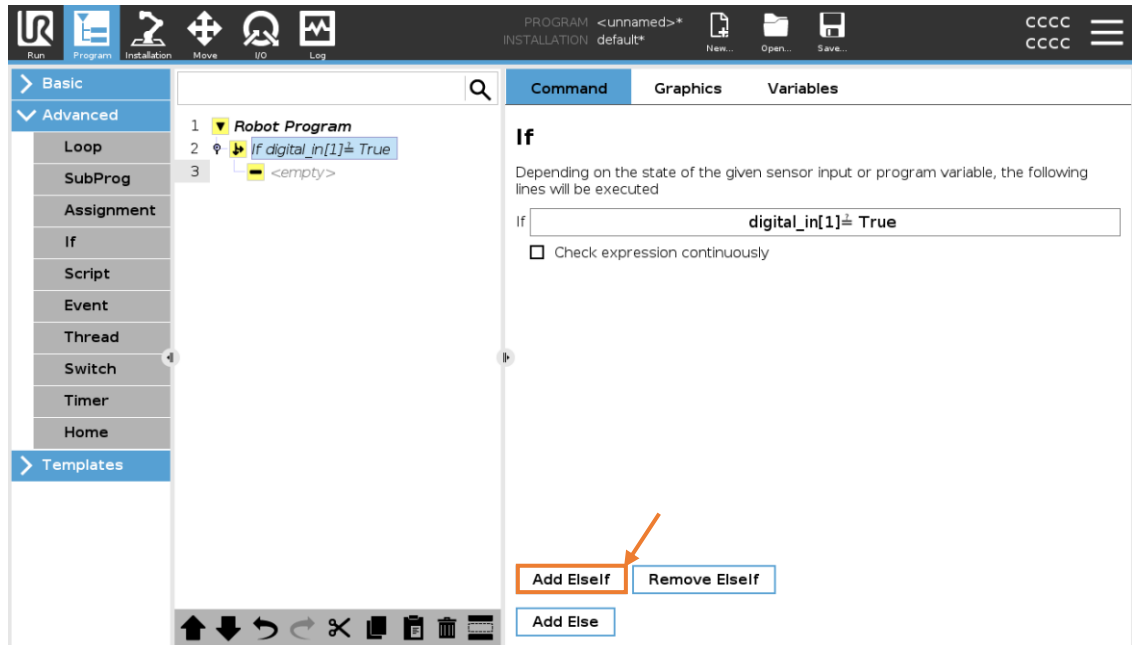 PROGRAM <unnamed>*
INSTALLATION default*
CCCC
CCCC
UR
Run Program Installation Move I/O Log New... Open... Save...
Basic
Advanced
Loop
SubProg
Assignment
If
Script
Event
Thread
Switch
Timer
Home
Templates
1 Robot Program
2 If digital_in[1]≟ True
3 <empty>
Command Graphics Variables
If
Depending on the state of the given sensor input or program variable, the following
lines will be executed
If digital_in[1]≟ True
Check expression continuously
Add ElseIf Remove ElseIf
Add Else